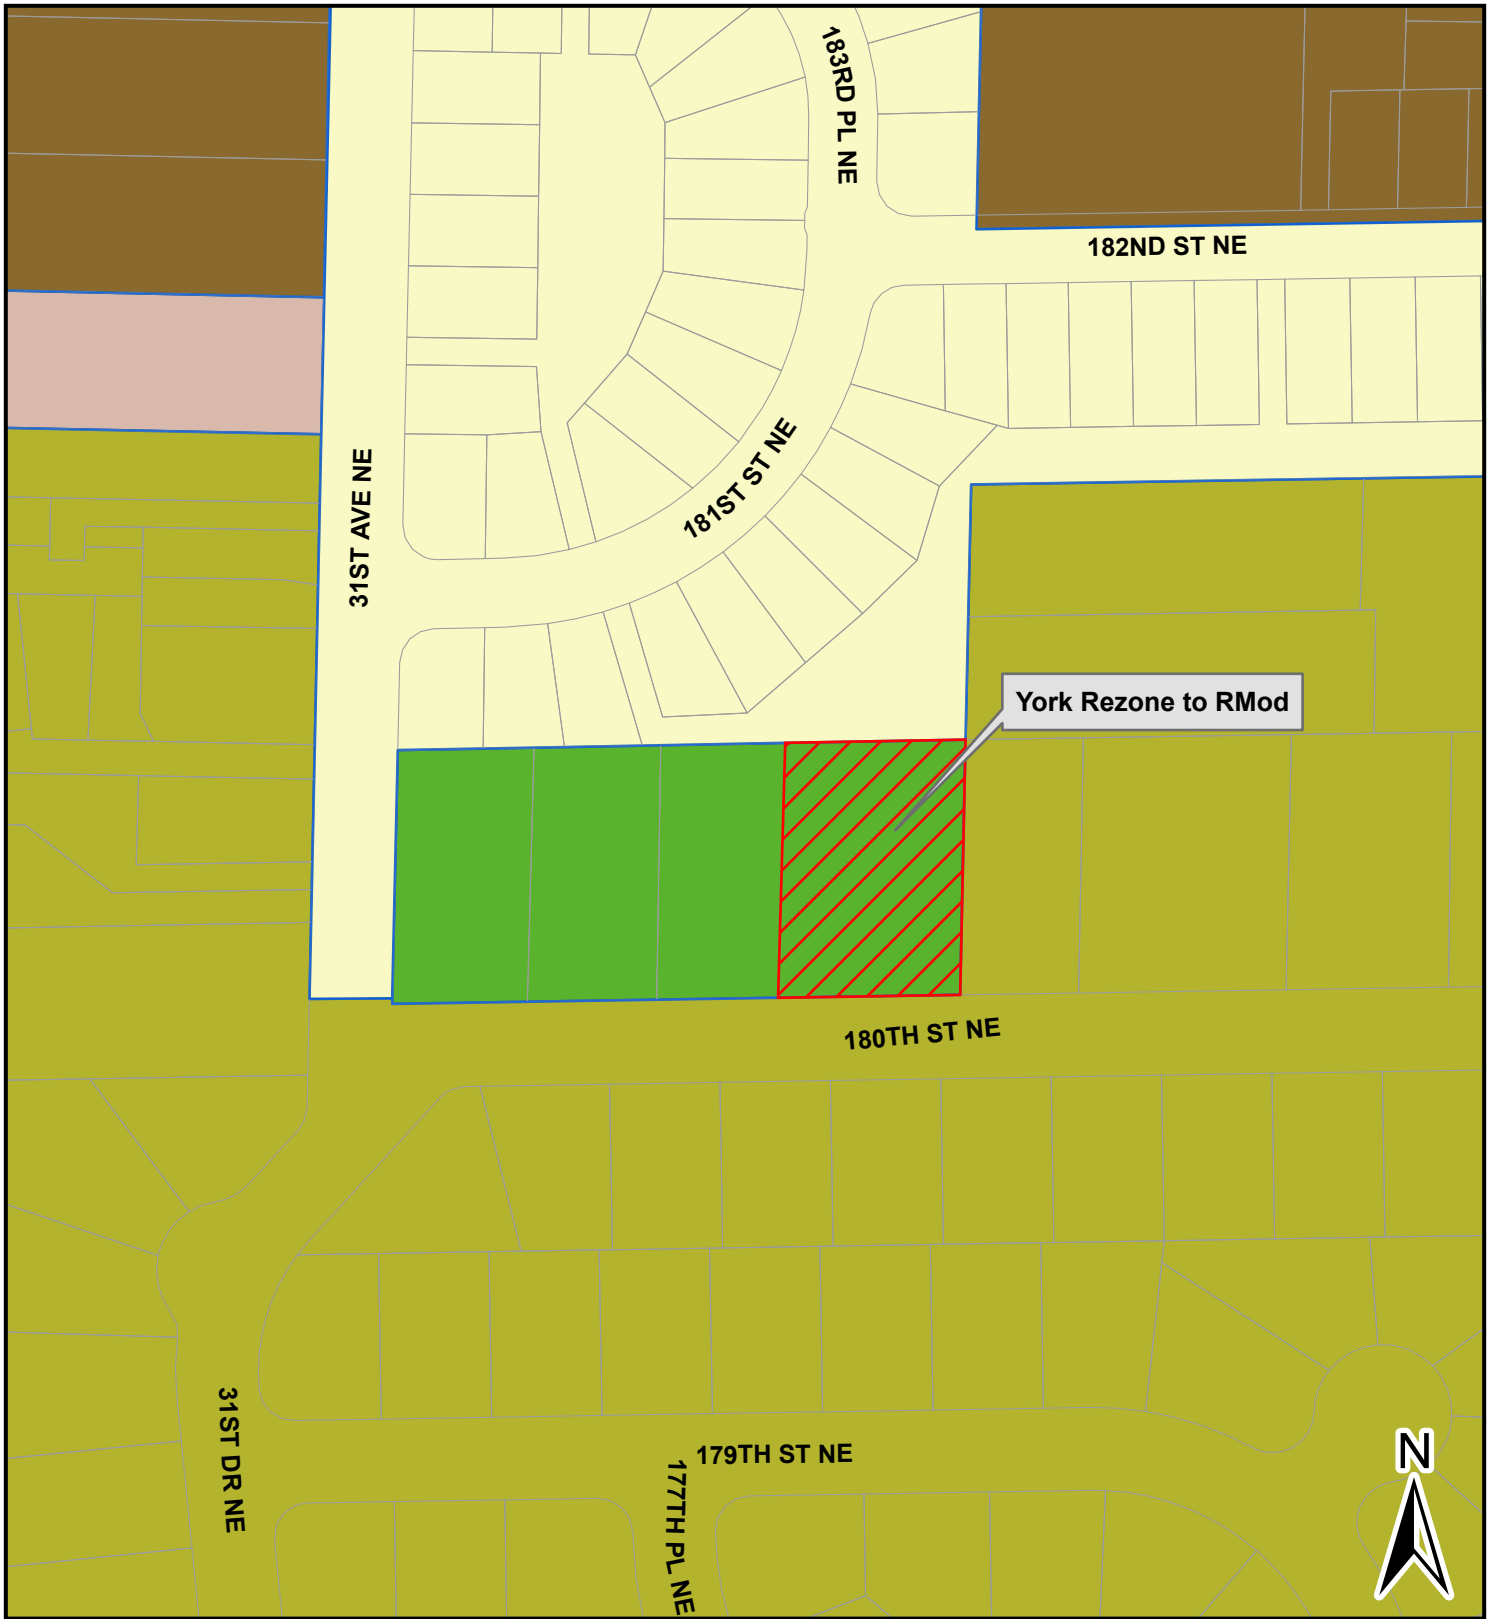 183RD PL NE
182ND ST NE
31ST AVE NE
181ST ST NE
York Rezone to RMod
180TH ST NE
31ST DR NE
179TH ST NE
177TH PL NE
N